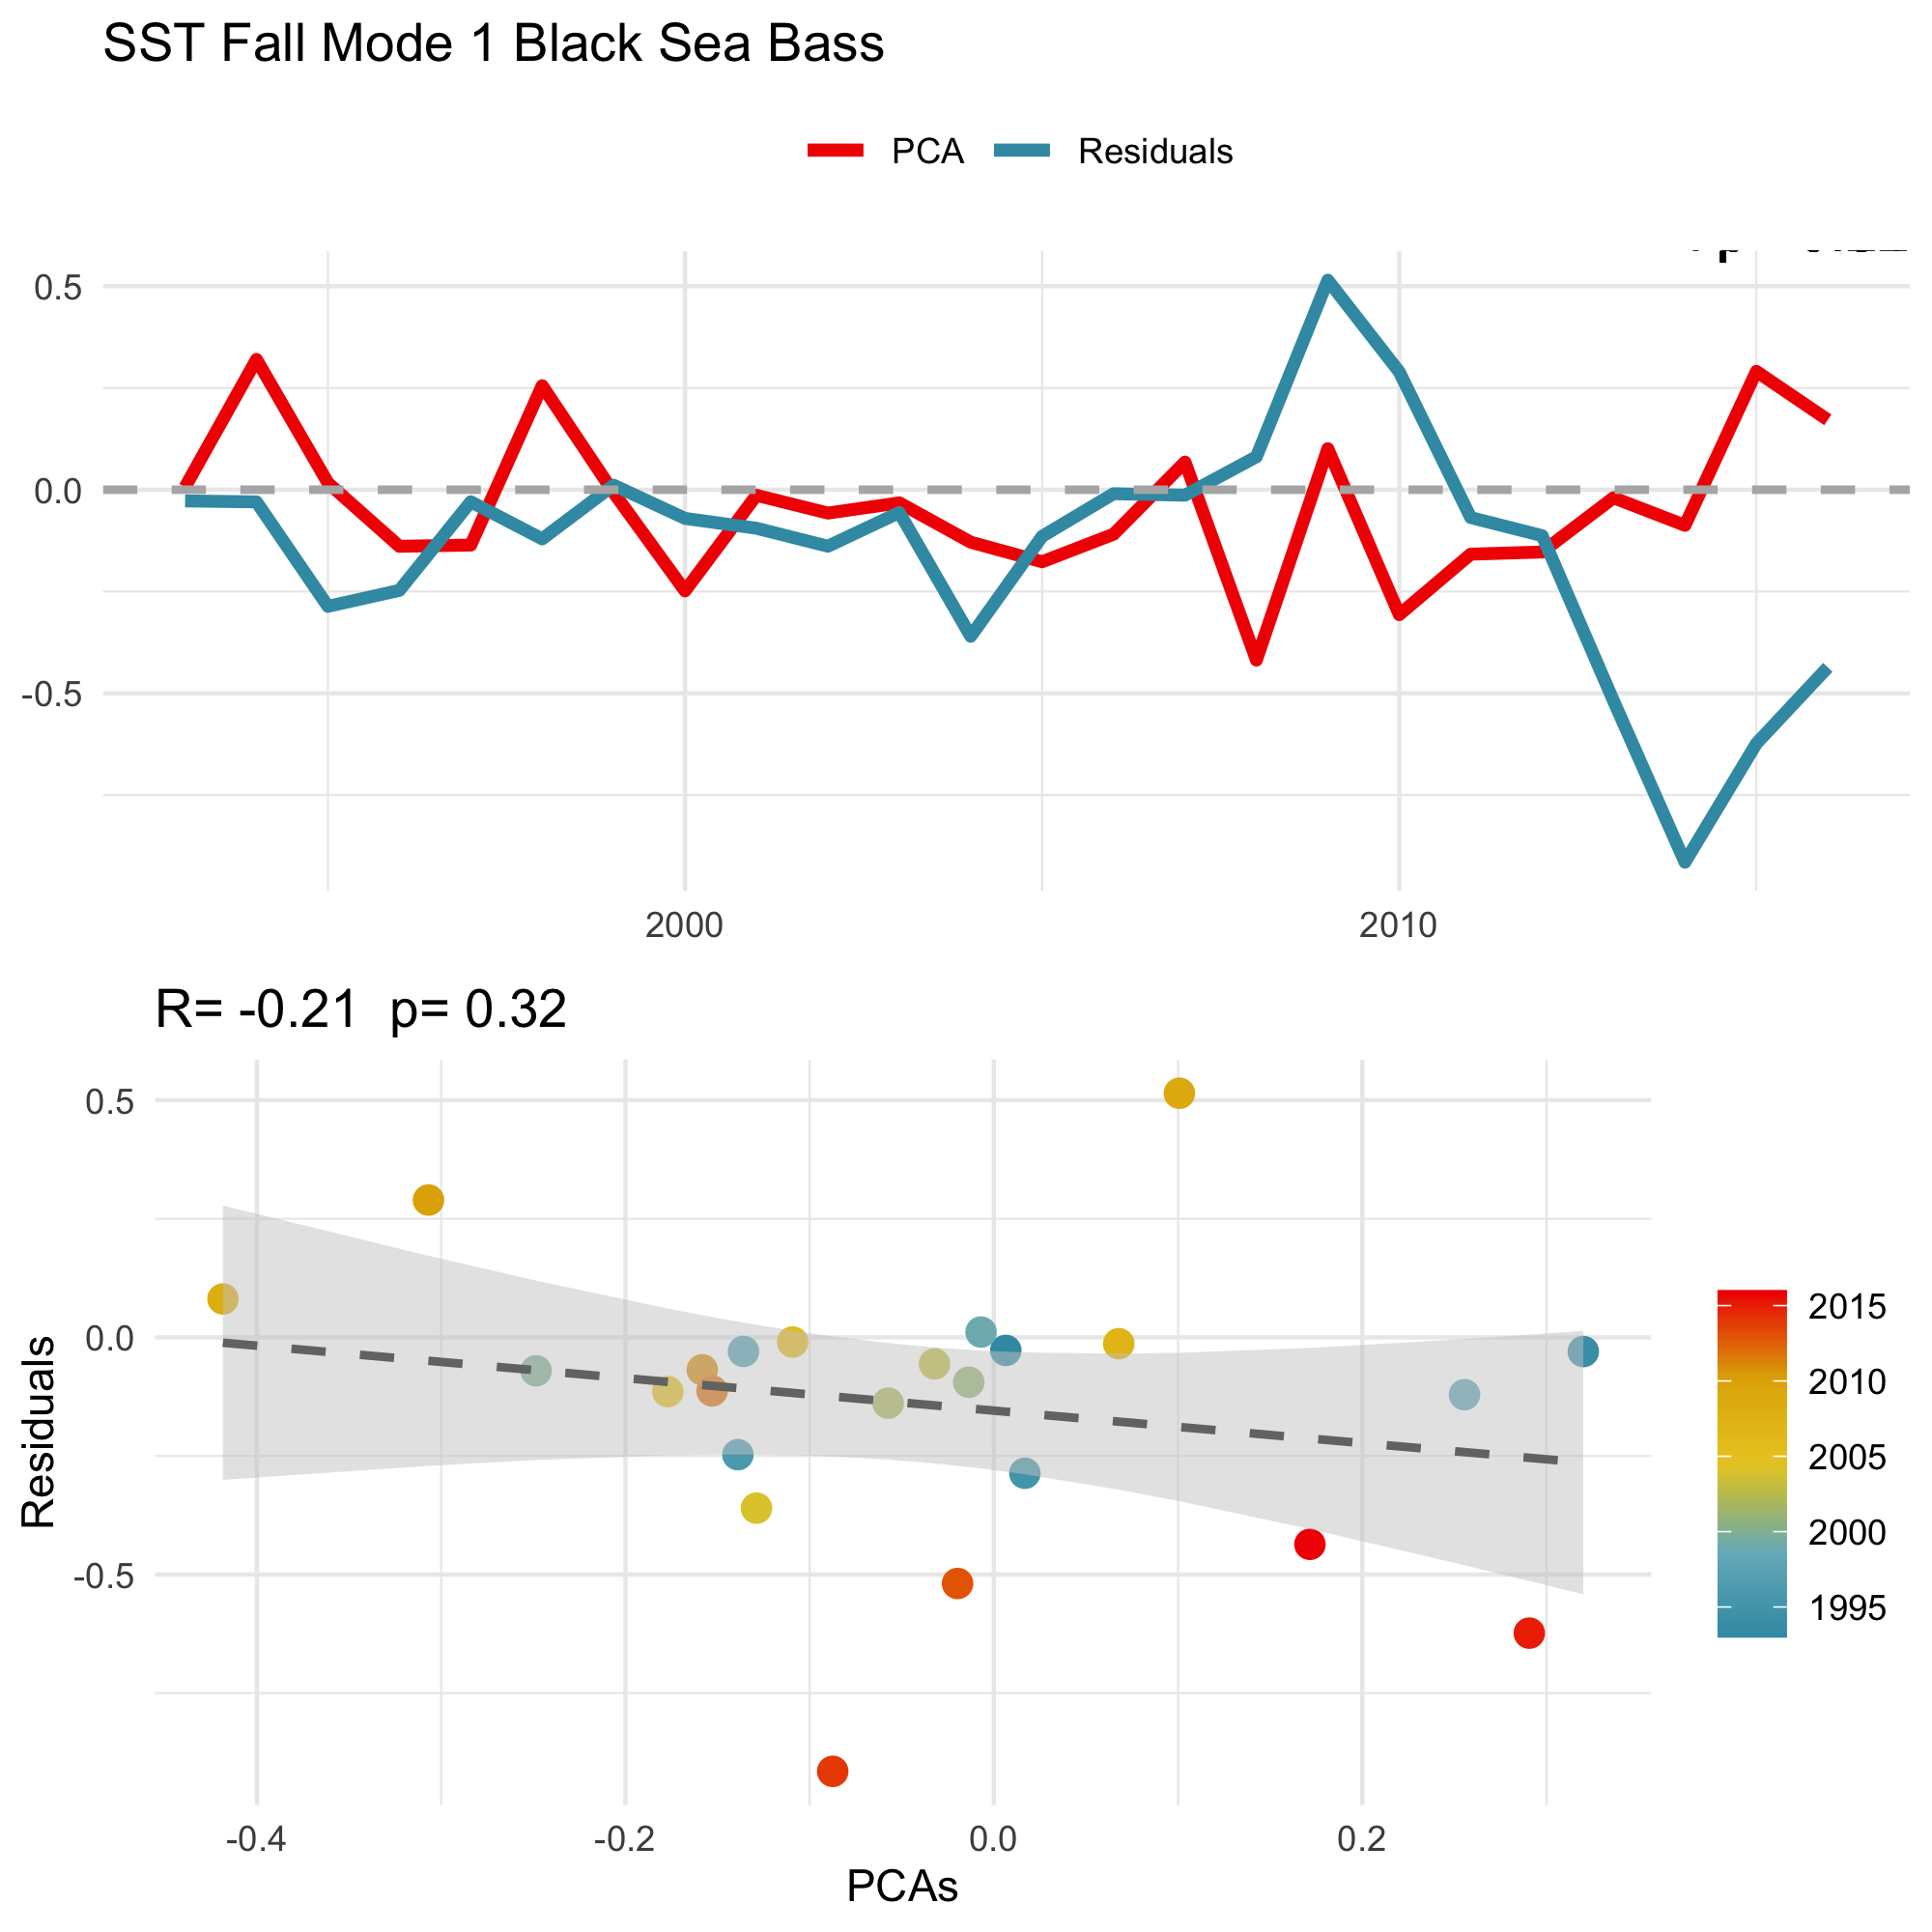 SST Fall Mode 1 Black Sea Bass
PCA Residuals
0.5
0.0
-0.5
2000 2010
R= -0.21 p= 0.32
0.5
0.0
-0.5
Residuals
-0.4 -0.2 0.0 0.2
PCAs
2015
2010
2005
2000
1995